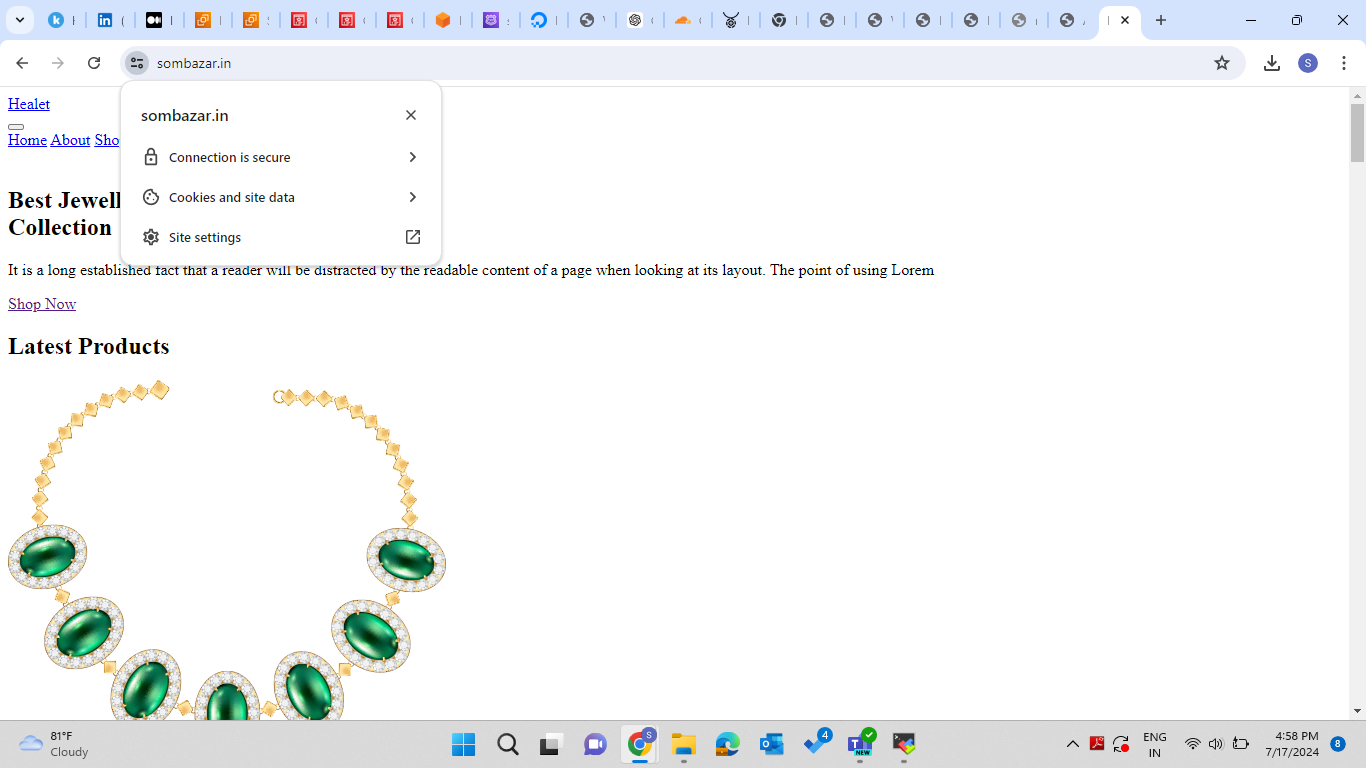 sombazar.in
Healet
Home About
sombazar.in
Connection is secure
Cookies and site data
Site settings
Best Jewell
Collection
It is a long established fact that a reader will be distracted by the readable content of a page when looking at its layout. The point of using Lorem
Shop Now
Latest Products
81°F
Cloudy
4
NEW
ENG
IN
4:58 PM
7/17/2024
8